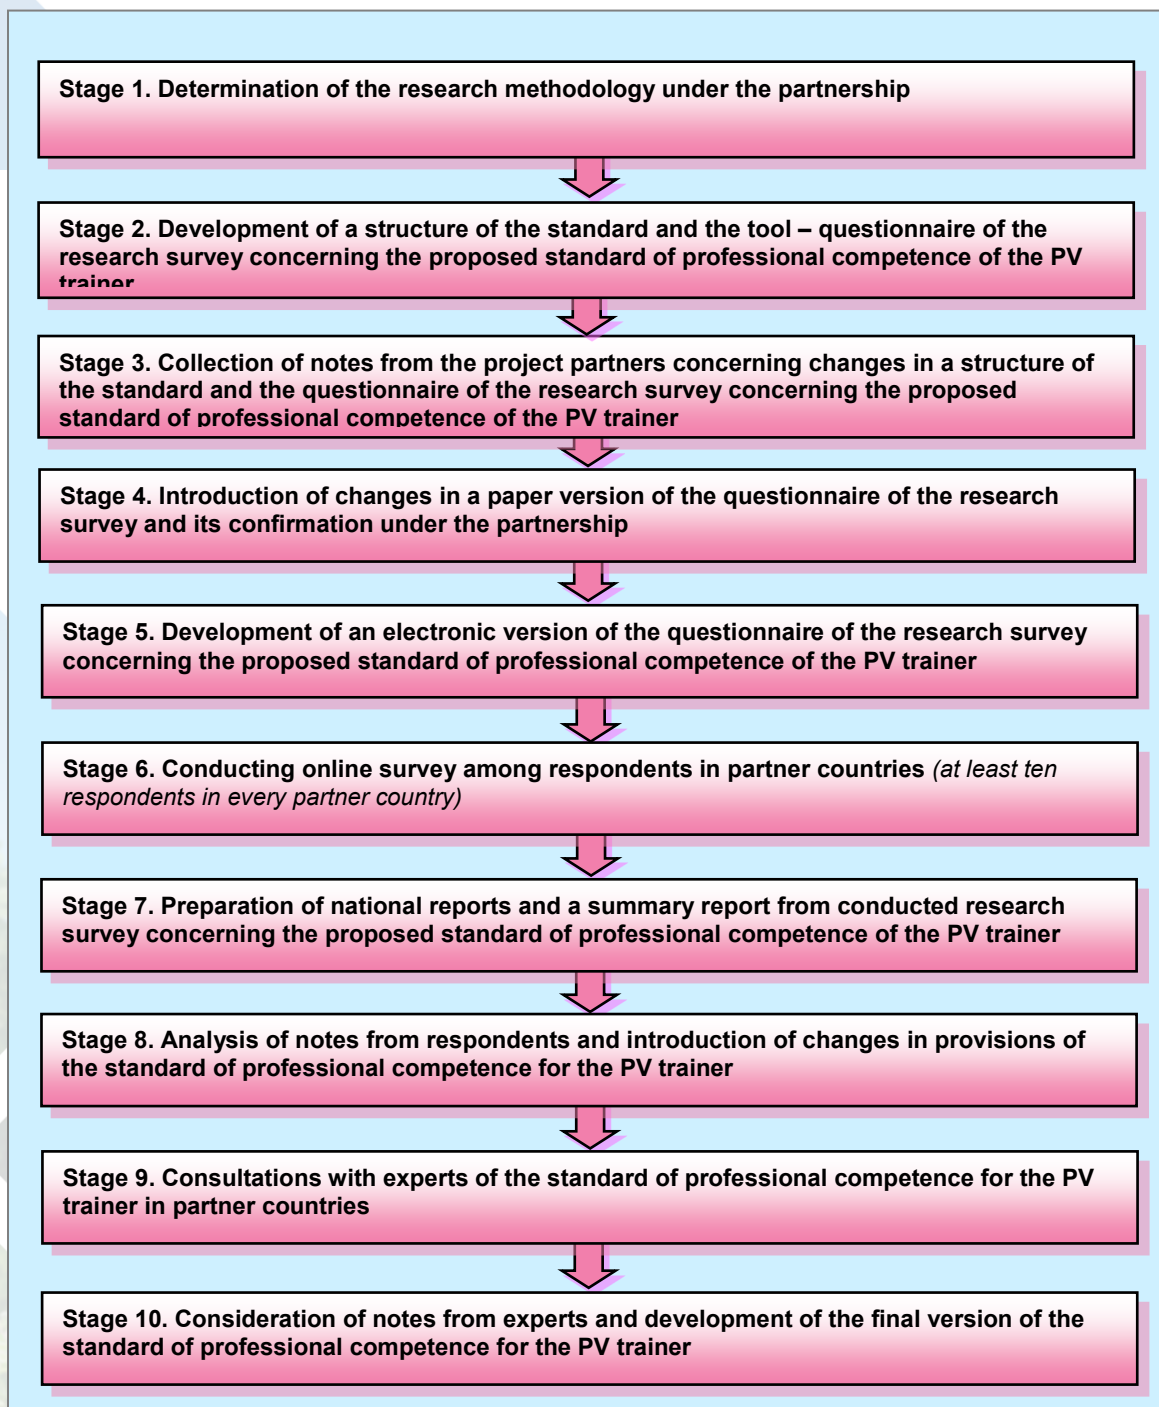 Stage 1. Determination of the research methodology under the partnership
Stage 2. Development of a structure of the standard and the tool – questionnaire of the
research survey concerning the proposed standard of professional competence of the PV
trainer
Stage 3. Collection of notes from the project partners concerning changes in a structure of
the standard and the questionnaire of the research survey concerning the proposed
standard of professional competence of the PV trainer
Stage 4. Introduction of changes in a paper version of the questionnaire of the research
survey and its confirmation under the partnership
Stage 5. Development of an electronic version of the questionnaire of the research survey
concerning the proposed standard of professional competence of the PV trainer
Stage 6. Conducting online survey among respondents in partner countries (at least ten
respondents in every partner country)
Stage 7. Preparation of national reports and a summary report from conducted research
survey concerning the proposed standard of professional competence of the PV trainer
Stage 8. Analysis of notes from respondents and introduction of changes in provisions of
the standard of professional competence for the PV trainer
Stage 9. Consultations with experts of the standard of professional competence for the PV
trainer in partner countries
Stage 10. Consideration of notes from experts and development of the final version of the
standard of professional competence for the PV trainer